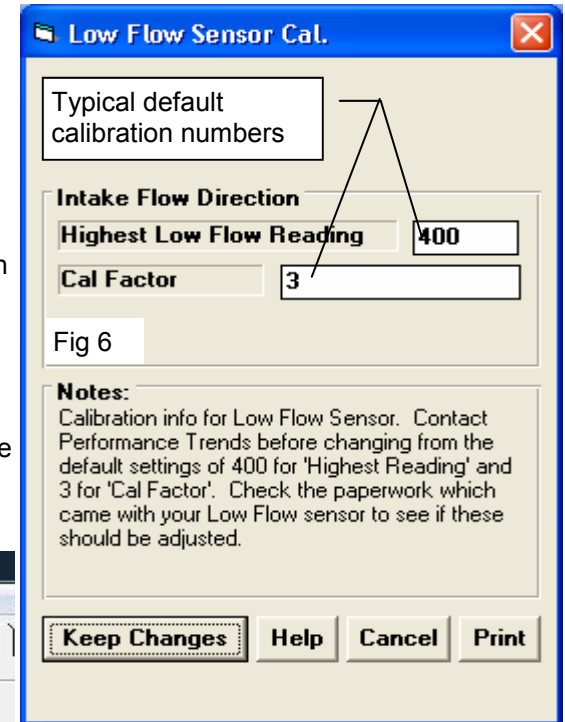 Low Flow Sensor Cal.
Typical default
calibration numbers
Intake Flow Direction
Highest Low Flow Reading 400
Cal Factor 3
Fig 6
Notes:
Calibration info for Low Flow Sensor. Contact
Performance Trends before changing from the
default settings of 400 for 'Highest Reading' and
3 for 'Cal Factor'. Check the paperwork which
came with your Low Flow sensor to see if these
should be adjusted.
Keep Changes Help Cancel Print